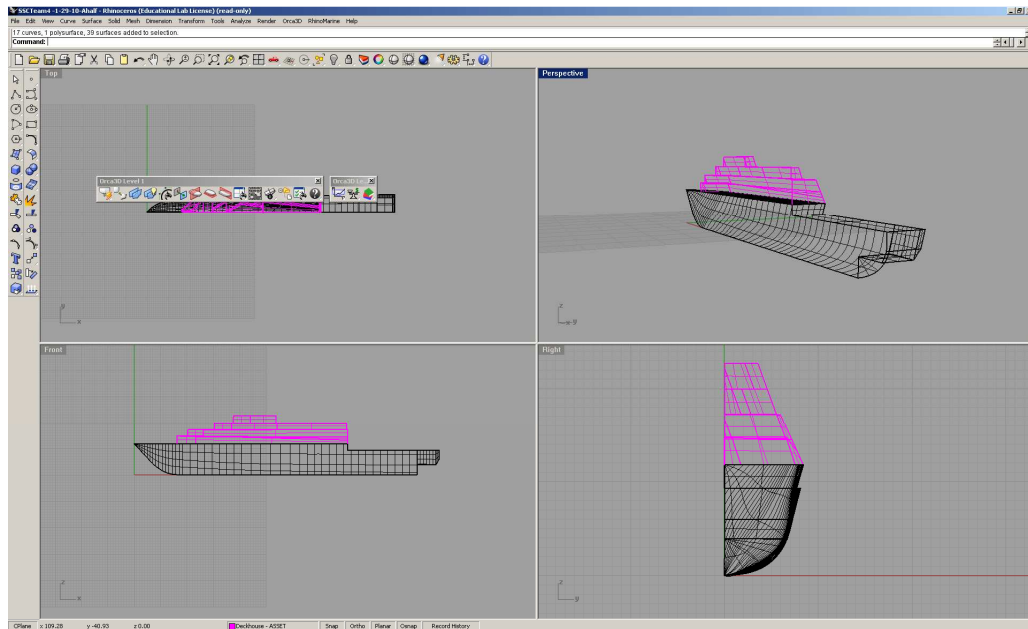 SSCTeam4 -1-29-10-Ahalf - Rhinoceros (Educational Lab License) (read-only)
File Edit View Curve Surface Solid Mesh Dimension Transform Tools Analyze Render Orca3D RhinoMarine Help
17 curves, 1 polysurface, 39 surfaces added to selection.
Command:
Top
Perspective
Orca3D Level 1
Orca3D Le
y
x
z
x-y
Front
Right
z
x
z
y
CPlane x 109.28 y -40.93 z 0.00 Deckhouse - ASSET Snap Ortho Planar Osnap Record History